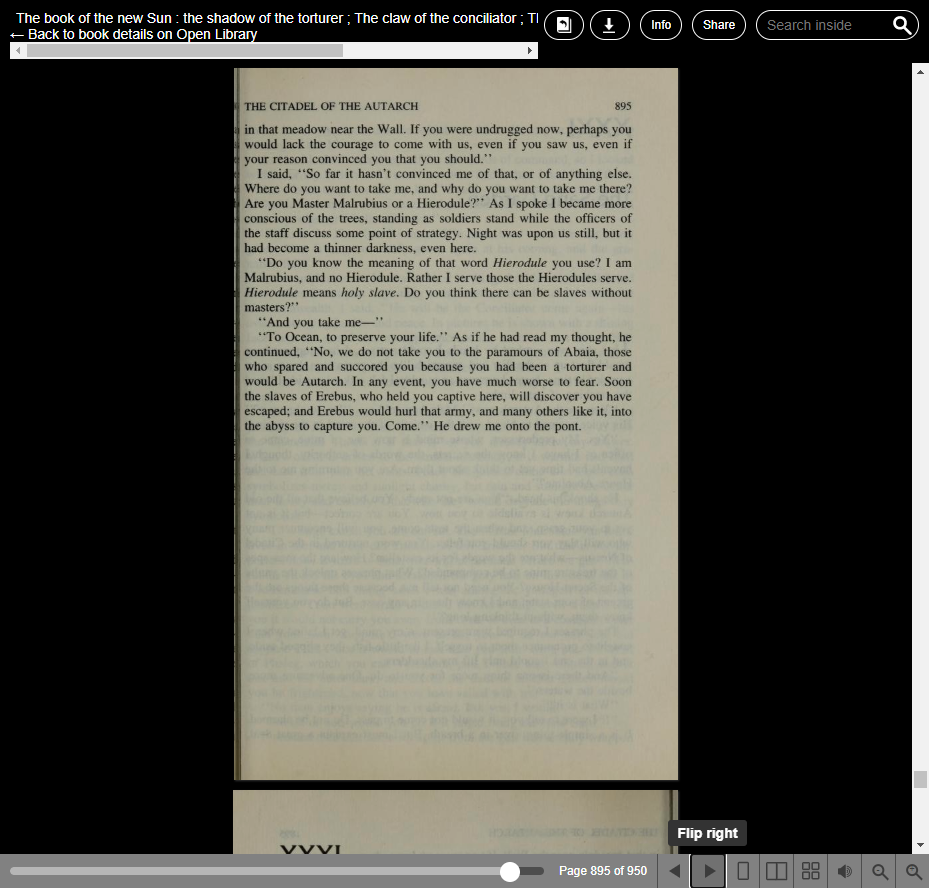 The book of the new Sun : the shadow of the torturer ; The claw of the conciliator ;
← Back to book details on Open Library
Info
Share
Search inside
THE CITADEL OF THE AUTARCH 895
in that meadow near the Wall. If you were undrugged now, perhaps you
would lack the courage to come with us, even if you saw us, even if
your reason convinced you that you should.’’
I said, ‘‘So far it hasn’t convinced me of that, or of anything else.
Where do you want to take me, and why do you want to take me there?
Are you Master Malrubius or a Hierodule?’’ As I spoke I became more
conscious of the trees, standing as soldiers stand while the officers of
the staff discuss some point of strategy. Night was upon us still, but it
had become a thinner darkness, even here.
‘‘Do you know the meaning of that word Hierodule you use? I am
Malrubius, and no Hierodule. Rather I serve those the Hierodules serve.
Hierodule means holy slave. Do you think there can be slaves without
masters?’’
‘‘And you take me—’’
‘‘To Ocean, to preserve your life.’’ As if he had read my thought, he
continued, ‘‘No, we do not take you to the paramours of Abaia, those
who spared and succored you because you had been a torturer and
would be Autarch. In any event, you have much worse to fear. Soon
the slaves of Erebus, who held you captive here, will discover you have
escaped; and Erebus would hurl that army, and many others like it, into
the abyss to capture you. Come.’’ He drew me onto the pont.
XXXI
Flip right
Page 895 of 950